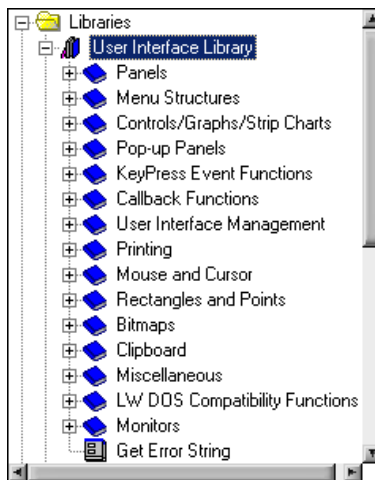 Libraries
User Interface Library
Panels
Menu Structures
Controls/Graphs/Strip Charts
Pop-up Panels
KeyPress Event Functions
Callback Functions
User Interface Management
Printing
Mouse and Cursor
Rectangles and Points
Bitmaps
Clipboard
Miscellaneous
LW DOS Compatibility Functions
Monitors
Get Error String